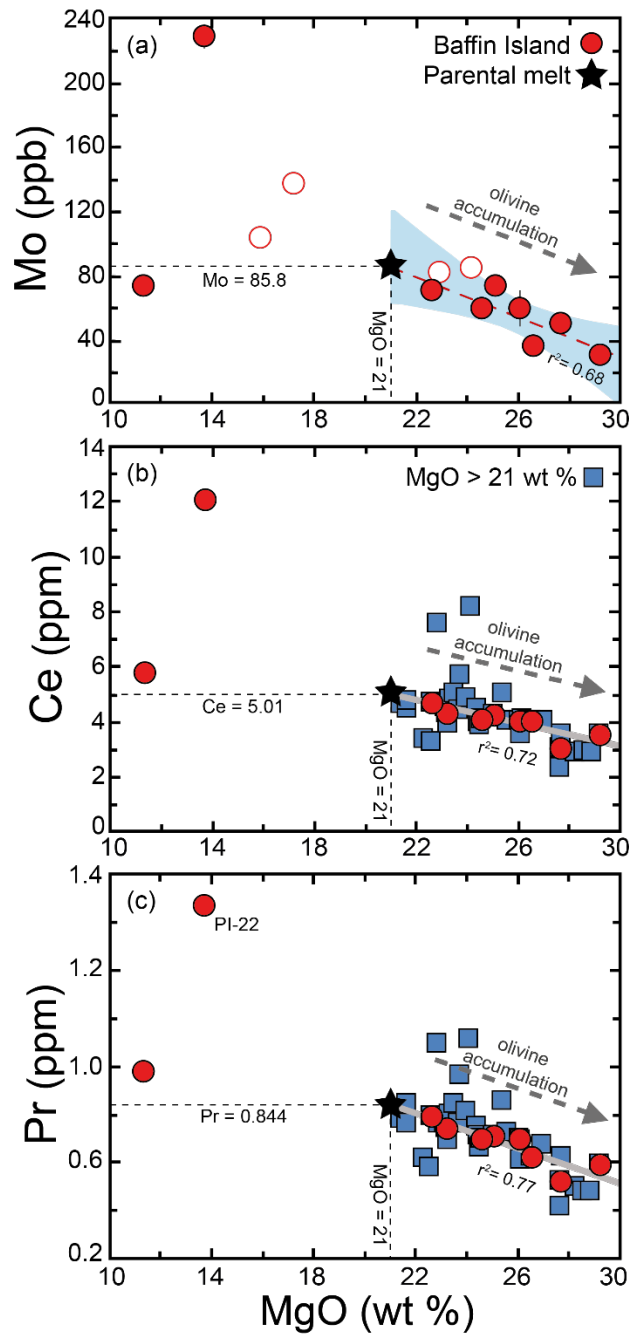 (a)
Baffin Island
Parental melt
240
200
160
120
80
40
0
Mo (ppb)
olivine
accumulation
Mo = 85.8
MgO = 21
r² = 0.68
10
14
18
22
26
30
(b)
MgO > 21 wt %
14
12
10
8
6
4
2
0
Ce (ppm)
olivine
accumulation
Ce = 5.01
MgO = 21
r² = 0.72
10
14
18
22
26
30
(c)
PI-22
1.4
1.0
0.6
0.2
Pr (ppm)
olivine
accumulation
Pr = 0.844
MgO = 21
r² = 0.77
10
14
18
22
26
30
MgO (wt %)